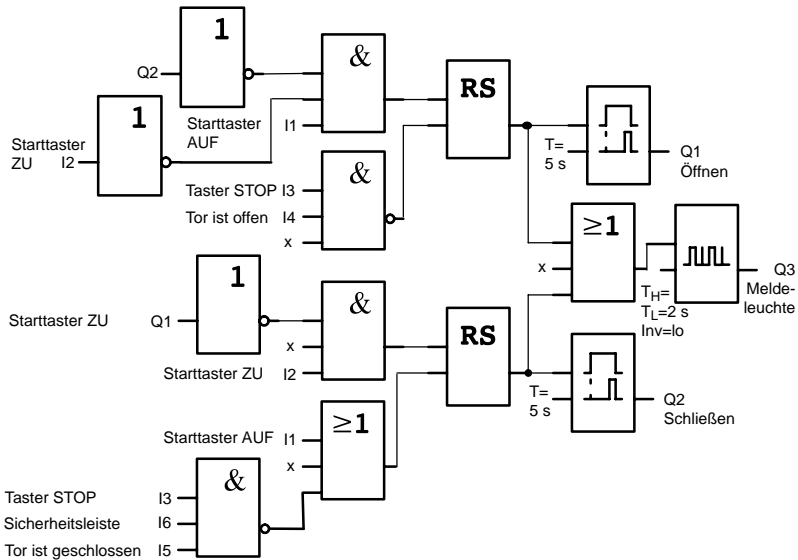 1
&
Q2
RS
1
Starttaster
AUF
I1
Starttaster
ZU
I2
T=
5 s
Q1
Öffnen
&
Taster STOP
I3
Tor ist offen
I4
x
≥1
x
Q3
Melde-
leuchte
TH=
TL=2 s
Inv=lo
1
&
Starttaster ZU
Q1
RS
x
Starttaster ZU
I2
T=
5 s
Q2
Schließen
Starttaster AUF
I1
≥1
x
&
Taster STOP
I3
Sicherheitsleiste
I6
Tor ist geschlossen
I5